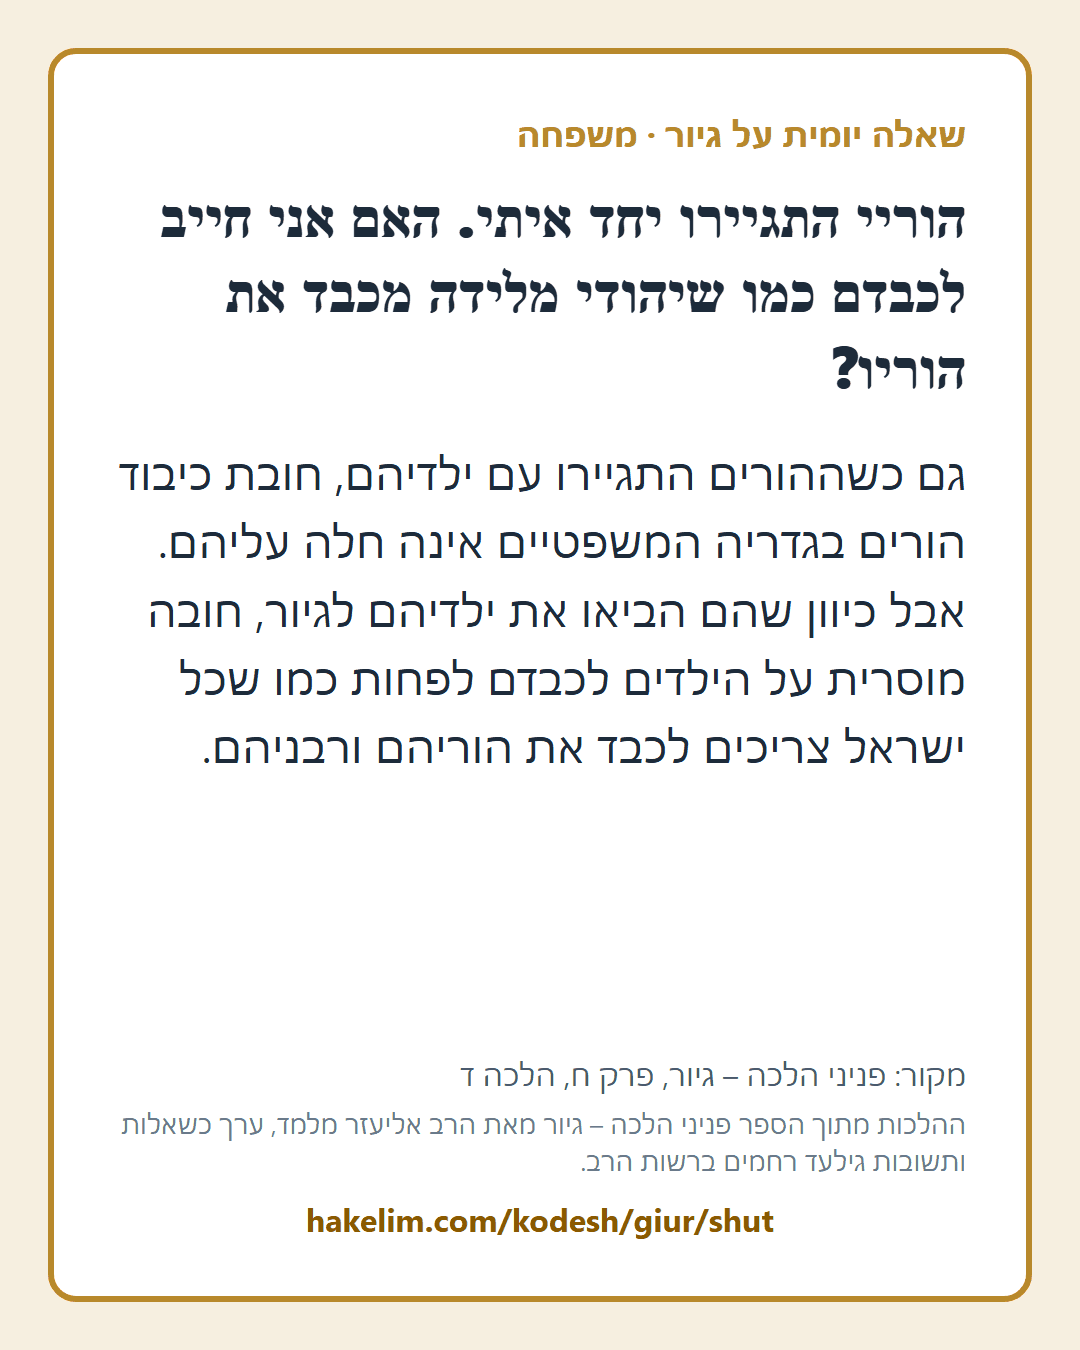 שאלה יומית על גיור · משפחה
הוריי התגיירו יחד איתי. האם אני חייב
לכבדם כמו שיהודי מלידה מכבד את
הוריו?
גם כשההורים התגיירו עם ילדיהם, חובת כיבוד
הורים בגדריה המשפטיים אינה חלה עליהם.
אבל כיוון שהם הביאו את ילדיהם לגיור, חובה
מוסרית על הילדים לכבדם לפחות כמו שכל
ישראל צריכים לכבד את הוריהם ורבניהם.
מקור: פניני הלכה – גיור, פרק ח, הלכה ד
ההלכות מתוך הספר פניני הלכה – גיור מאת הרב אליעזר מלמד, ערך כשאלות
ותשובות גילעד רחמים ברשות הרב.
hakelim.com/kodesh/giur/shut